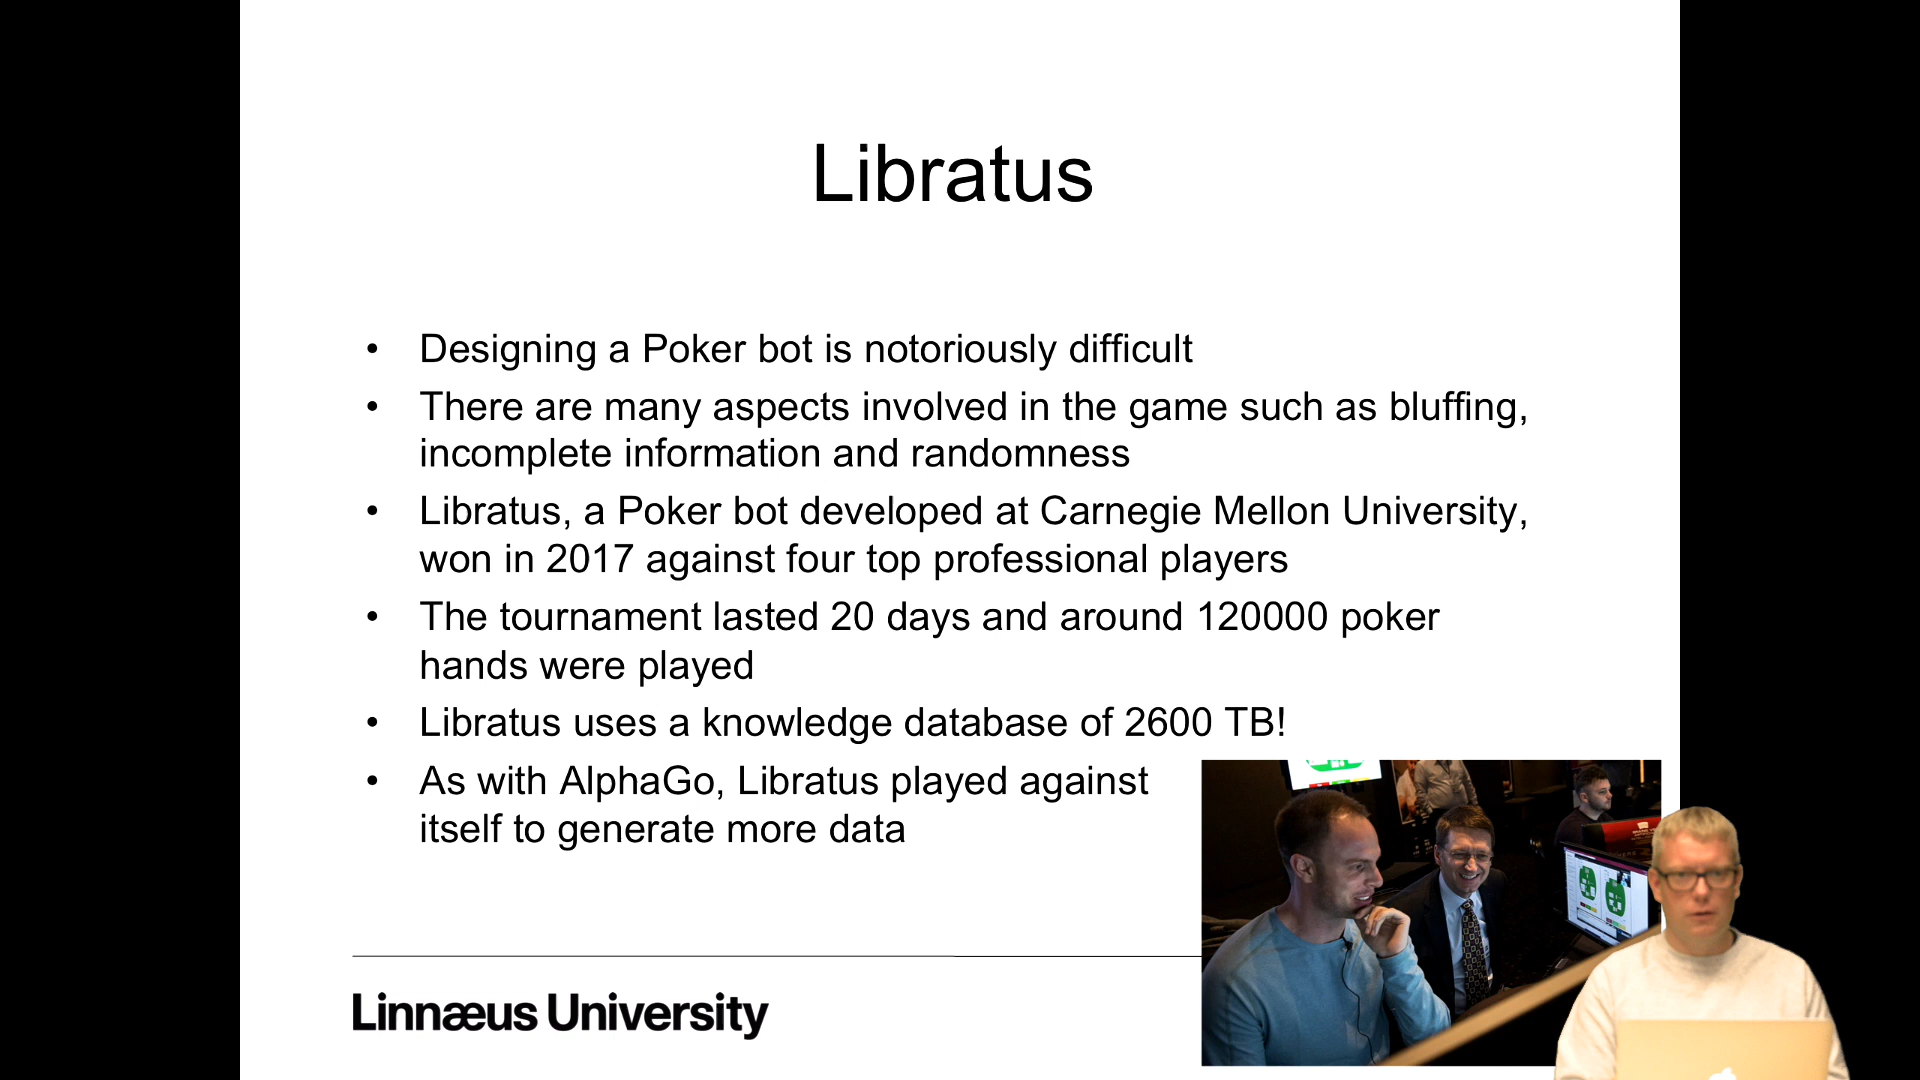 Libratus
• Designing a Poker bot is notoriously difficult
• There are many aspects involved in the game such as bluffing,
incomplete information and randomness
• Libratus, a Poker bot developed at Carnegie Mellon University,
won in 2017 against four top professional players
• The tournament lasted 20 days and around 120000 poker
hands were played
• Libratus uses a knowledge database of 2600 TB!
• As with AlphaGo, Libratus played against
itself to generate more data
Linnæus University